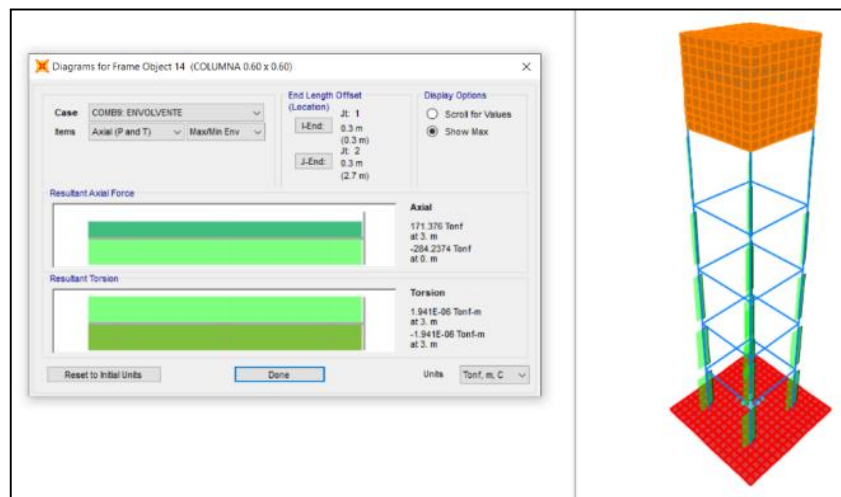 Diagrams for Frame Object 14 (COLUMNA 0.60 x 0.60)
Case COMB9: ENVOLVENTE
Items Axial (P and T) Max/Min Env
End Length Offset
(Location)
Jt: 1
I-End: 0.3 m
(0.3 m)
Jt: 2
J-End: 0.3 m
(2.7 m)
Display Options
Scroll for Values
Show Max
Resultant Axial Force
Axial
171.376 Tonf
at 3. m
-284.2374 Tonf
at 0. m
Resultant Torsion
Torsion
1.941E-06 Tonf-m
at 3. m
-1.941E-06 Tonf-m
at 3. m
Reset to Initial Units Done Units Tonf, m, C